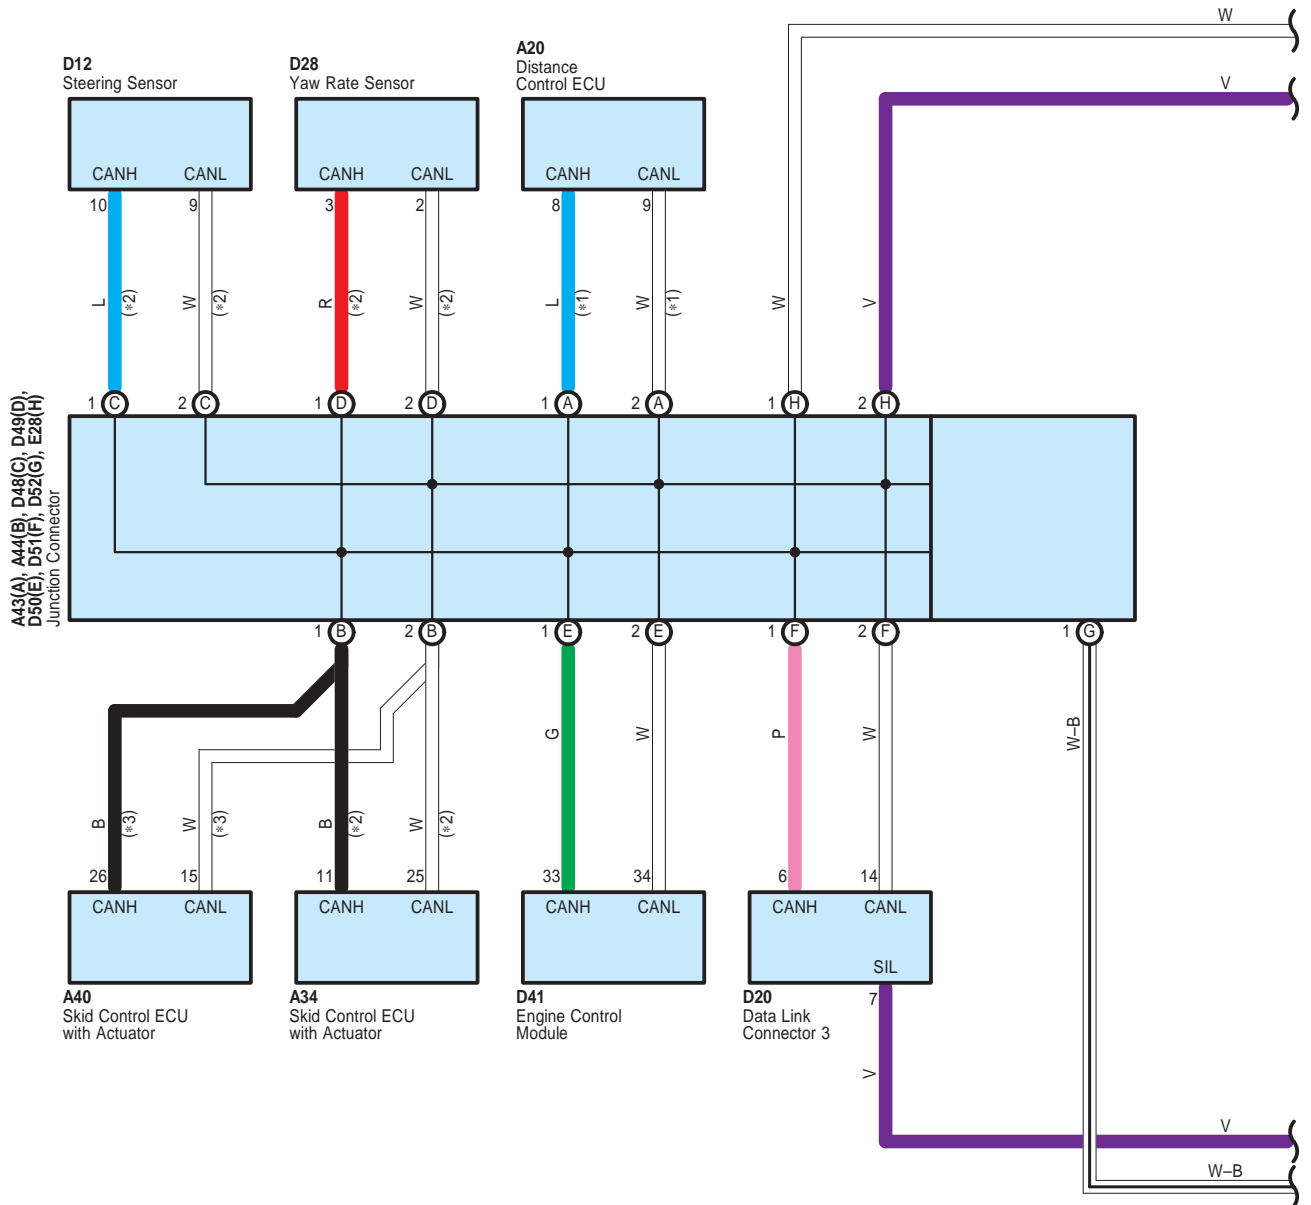 W
A20
D12
D28
Distance
Steering Sensor
Yaw Rate Sensor
Control ECU
V
CANH CANL
CANH CANL
CANH CANL
10 9
3 2
8 9
L (*2) W (*2)
R (*2) W (*2)
L (*1) W (*1)
W V
1 C 2 C 1 D 2 D 1 A 2 A 1 H 2 H
A43(A), A44(B), D48(C), D49(D),
D50(E), D51(F), D52(G), E28(H)
Junction Connector
1 B 2 B 1 E 2 E 1 F 2 F 1 G
G W P W W–B
B (*3) W (*3) B (*2) W (*2)
26 15 11 25 33 34 6 14
CANH CANL
CANH CANL
CANH CANL
CANH CANL
SIL
A40
Skid Control ECU
with Actuator
A34
Skid Control ECU
with Actuator
D41
Engine Control
Module
D20
Data Link
Connector 3
7
V
V
W–B